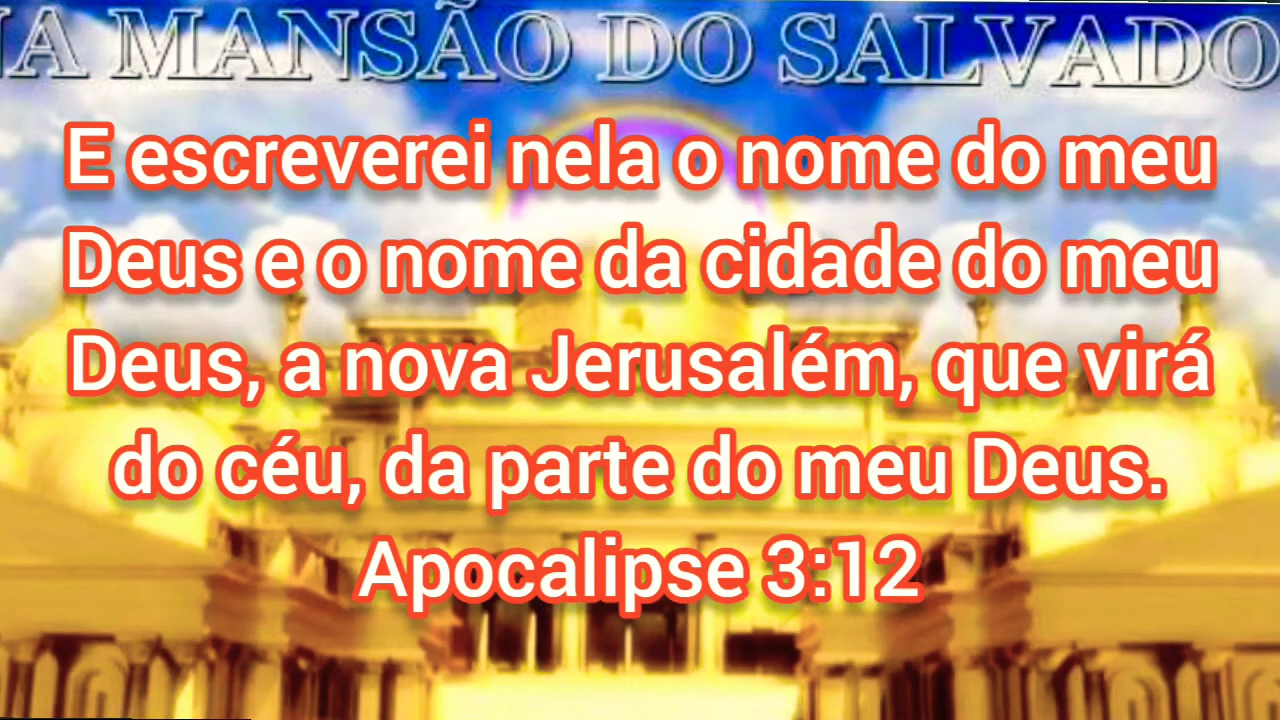 NA MANSÃO DO SALVADO
E escreverei nela o nome do meu
Deus e o nome da cidade do meu
Deus, a nova Jerusalém, que virá
do céu, da parte do meu Deus.
Apocalipse 3:12